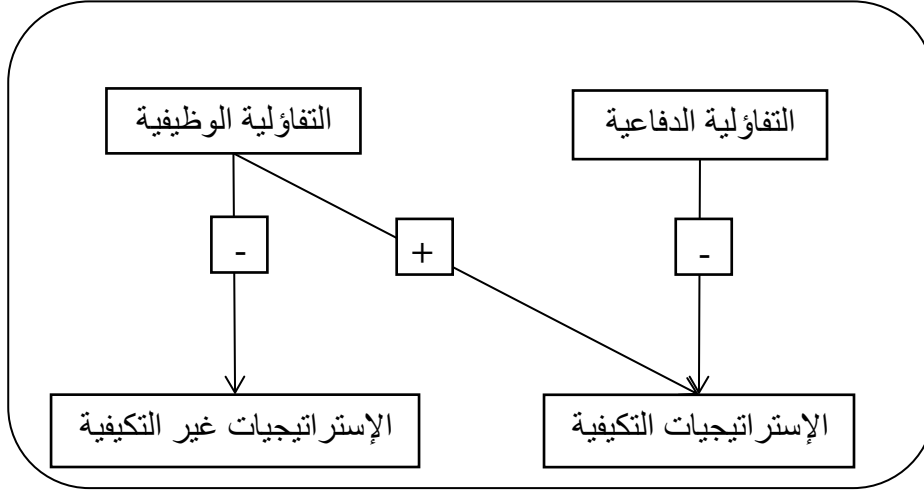 التفاؤلية الدفاعية
التفاؤلية الوظيفية
-
+
-
الإستراتيجيات التكيفية
الإستراتيجيات غير التكيفية